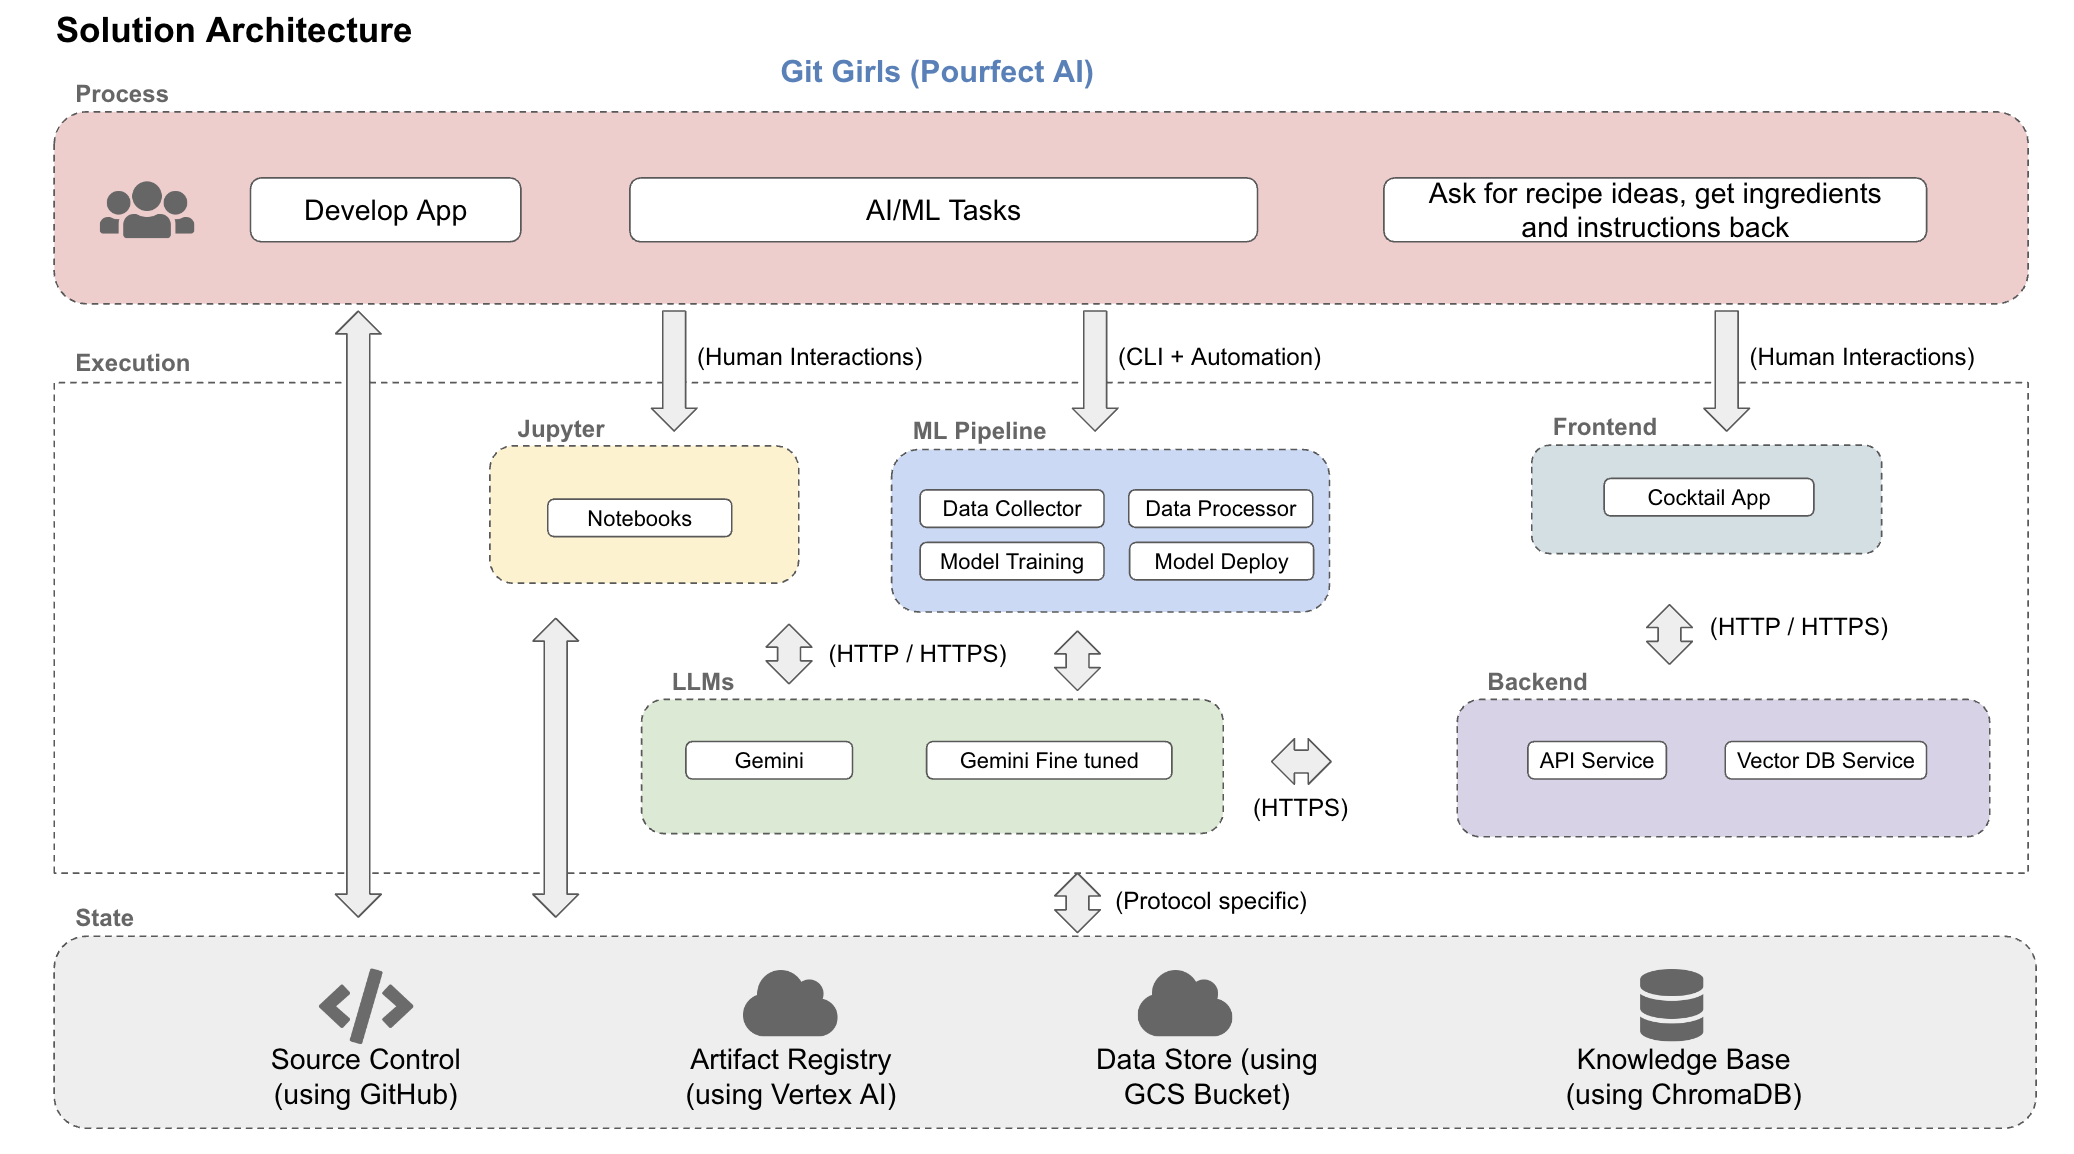 Solution Architecture
Git Girls (Pourfect AI)
Process
Develop App
AI/ML Tasks
Ask for recipe ideas, get ingredients
and instructions back
(Human Interactions)
(CLI + Automation)
(Human Interactions)
Execution
Jupyter
Notebooks
ML Pipeline
Data Collector
Data Processor
Model Training
Model Deploy
Frontend
Cocktail App
(HTTP / HTTPS)
(HTTP / HTTPS)
LLMs
Gemini
Gemini Fine tuned
(HTTPS)
Backend
API Service
Vector DB Service
(Protocol specific)
State
Source Control
(using GitHub)
Artifact Registry
(using Vertex AI)
Data Store (using
GCS Bucket)
Knowledge Base
(using ChromaDB)